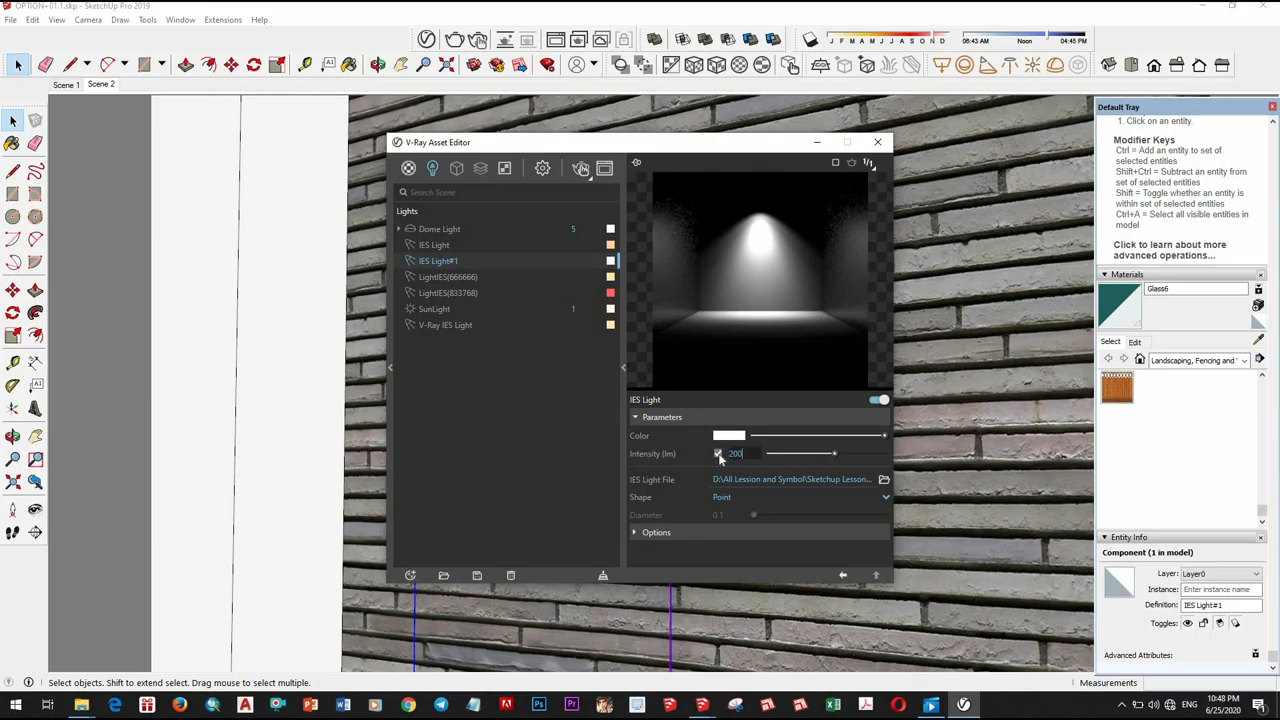 OPTION+01.1.skp - SketchUp Pro 2019
File Edit View Camera Draw Tools Window Extensions Help
J F M A M J J A S O N D
06:43 AM Noon 04:45 PM
Scene 1 Scene 2
V-Ray Asset Editor
Search Scene
Lights
Dome Light 5
IES Light
IES Light#1
LightIES(666666)
LightIES(833768)
SunLight 1
V-Ray IES Light
1/1
IES Light
Parameters
Color
Intensity (lm) 200
IES Light File D:\All Lession and Symbol\Sketchup Lesson...
Shape Point
Diameter 0.1
Options
Default Tray
1. Click on an entity.
Modifier Keys
Ctrl = Add an entity to set of
selected entities
Shift+Ctrl = Subtract an entity from
set of selected entities
Shift = Toggle whether an entity is
within set of selected entities
Ctrl+A = Select all visible entities in
model
Click to learn about more
advanced operations...
Materials
Glass6
Select Edit
Landscaping, Fencing and
Entity Info
Component (1 in model)
Layer: Layer0
Instance: Enter instance name
Definition: IES Light#1
Toggles:
Advanced Attributes:
Select objects. Shift to extend select. Drag mouse to select multiple.
Measurements
10:48 PM
6/25/2020